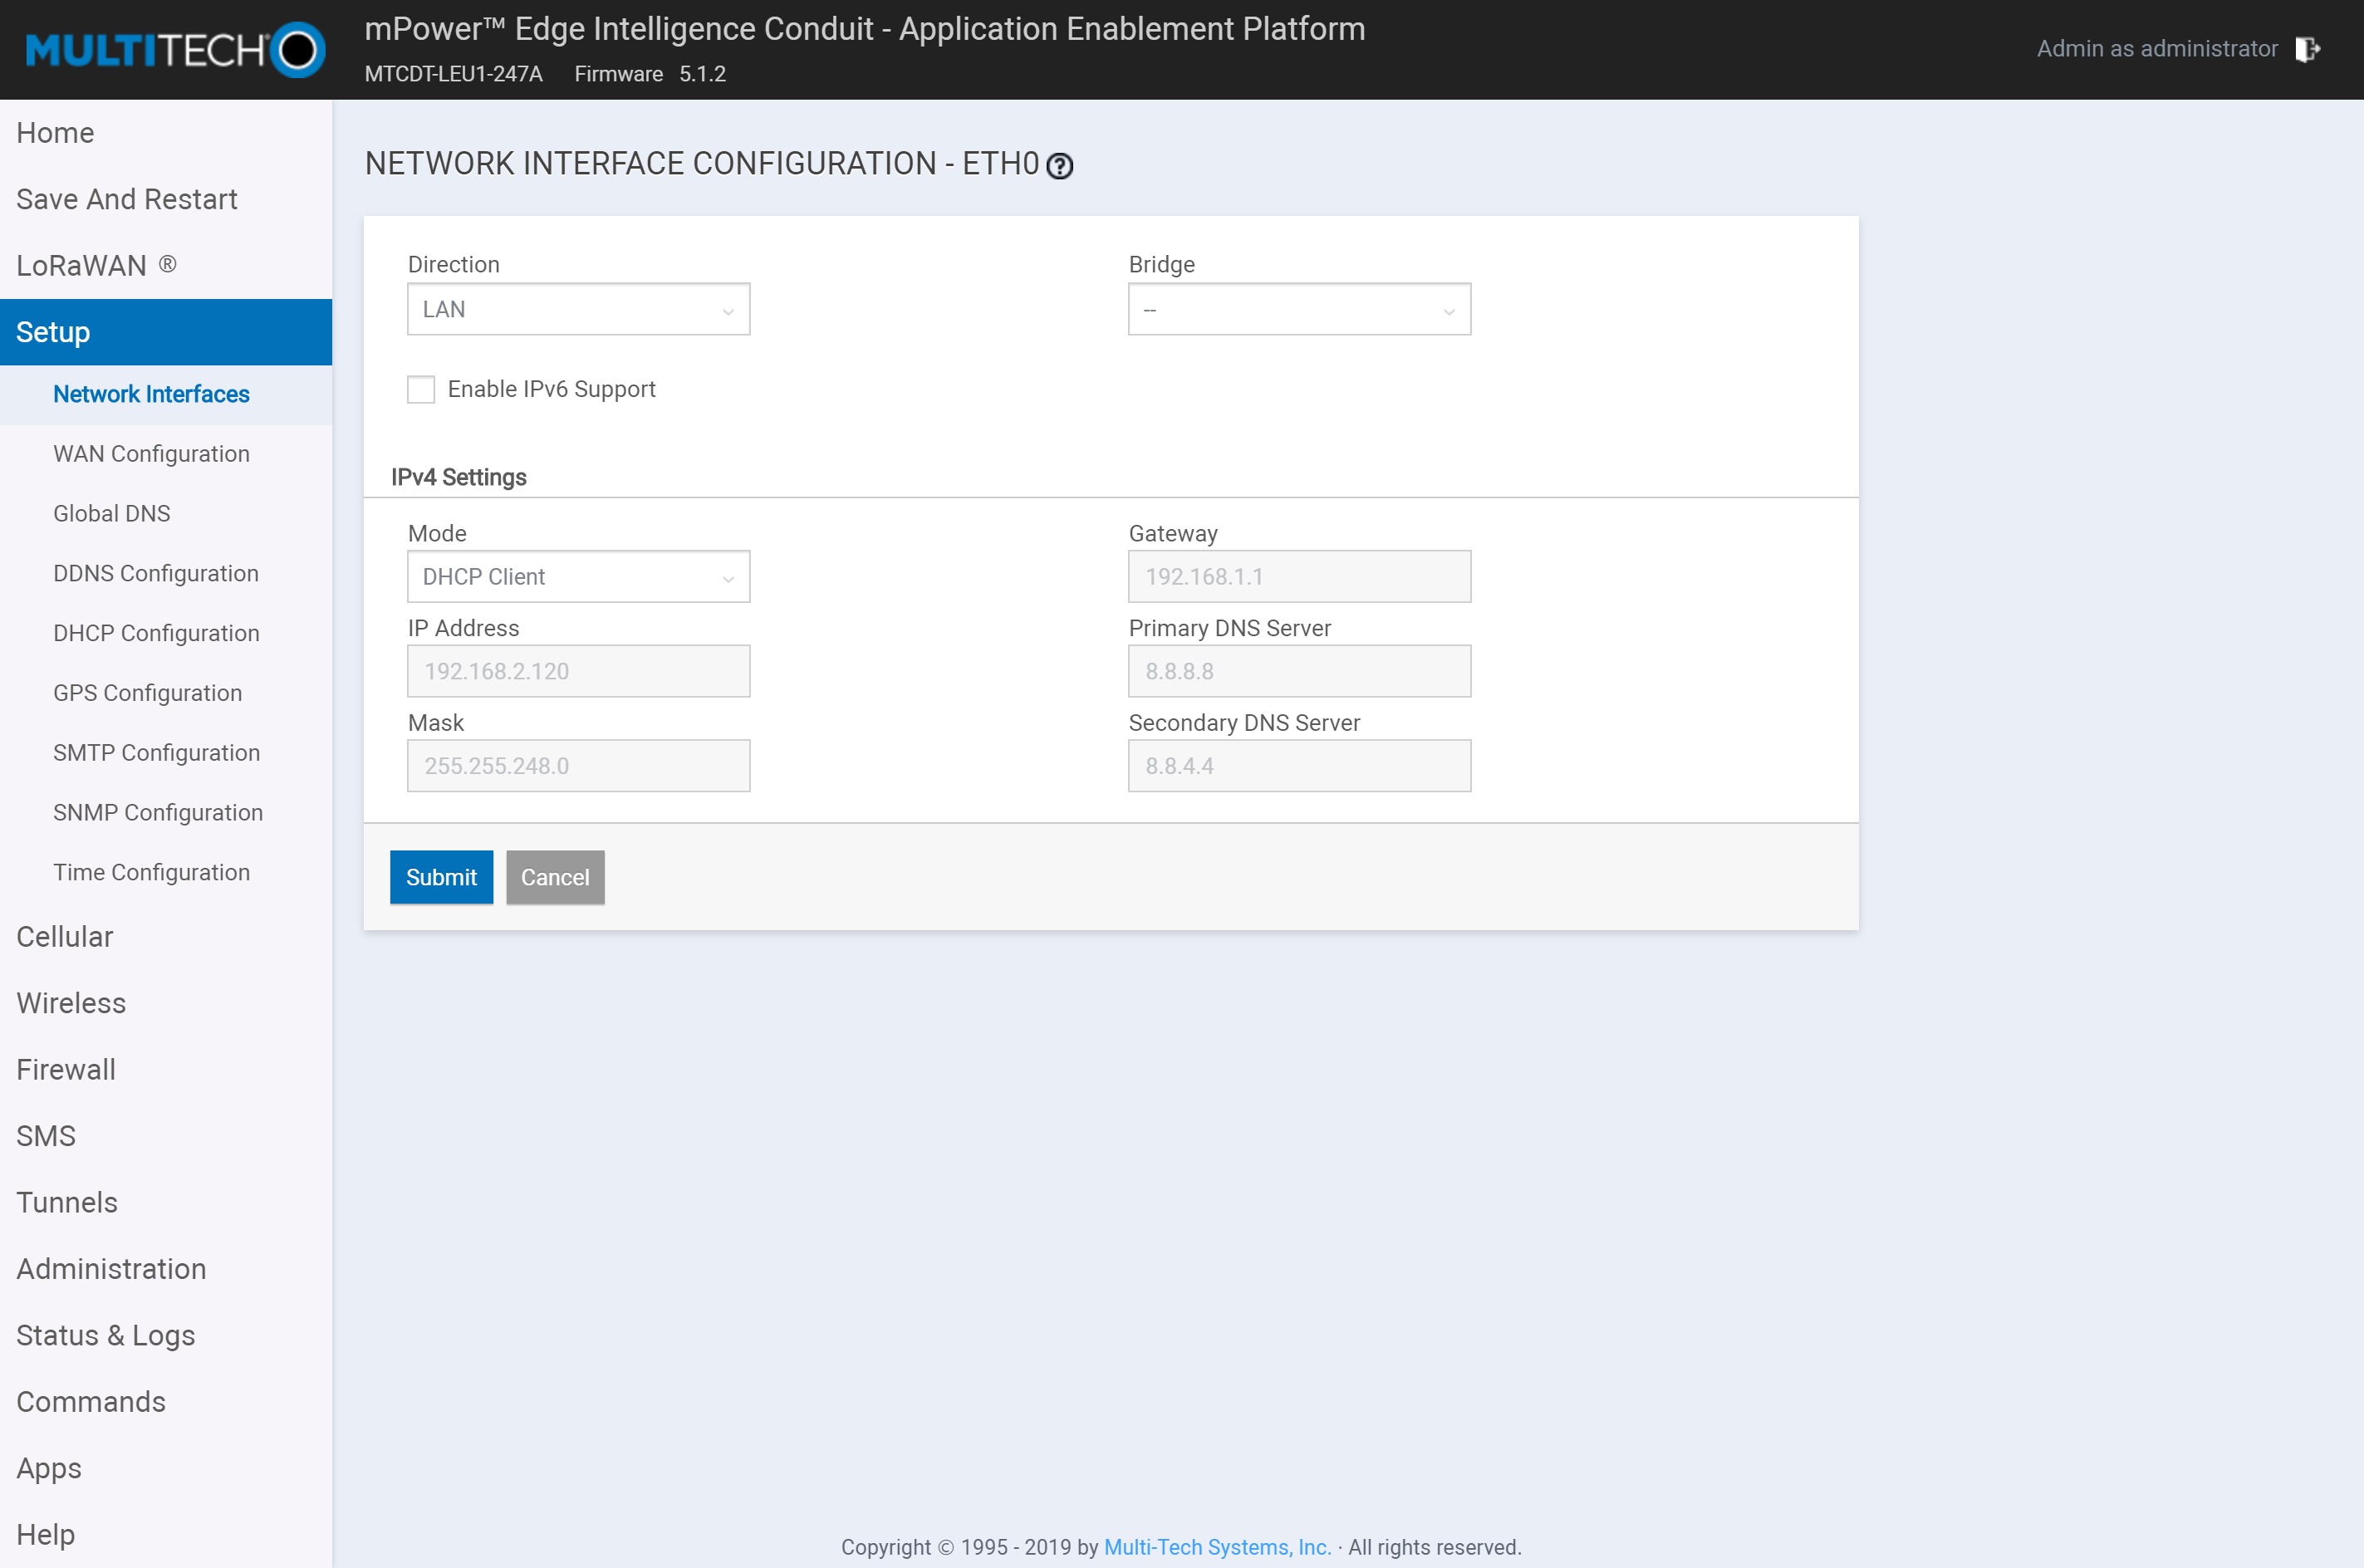 MULTITECH
mPower™ Edge Intelligence Conduit - Application Enablement Platform
MTCDT-LEU1-247A Firmware 5.1.2
Admin as administrator
Home
Save And Restart
LoRaWAN ®
Setup
Network Interfaces
WAN Configuration
Global DNS
DDNS Configuration
DHCP Configuration
GPS Configuration
SMTP Configuration
SNMP Configuration
Time Configuration
Cellular
Wireless
Firewall
SMS
Tunnels
Administration
Status & Logs
Commands
Apps
Help
NETWORK INTERFACE CONFIGURATION - ETH0 ?
Direction
LAN
Bridge
--
Enable IPv6 Support
IPv4 Settings
Mode
DHCP Client
Gateway
192.168.1.1
IP Address
192.168.2.120
Primary DNS Server
8.8.8.8
Mask
255.255.248.0
Secondary DNS Server
8.8.4.4
Submit Cancel
Copyright © 1995 - 2019 by Multi-Tech Systems, Inc. · All rights reserved.